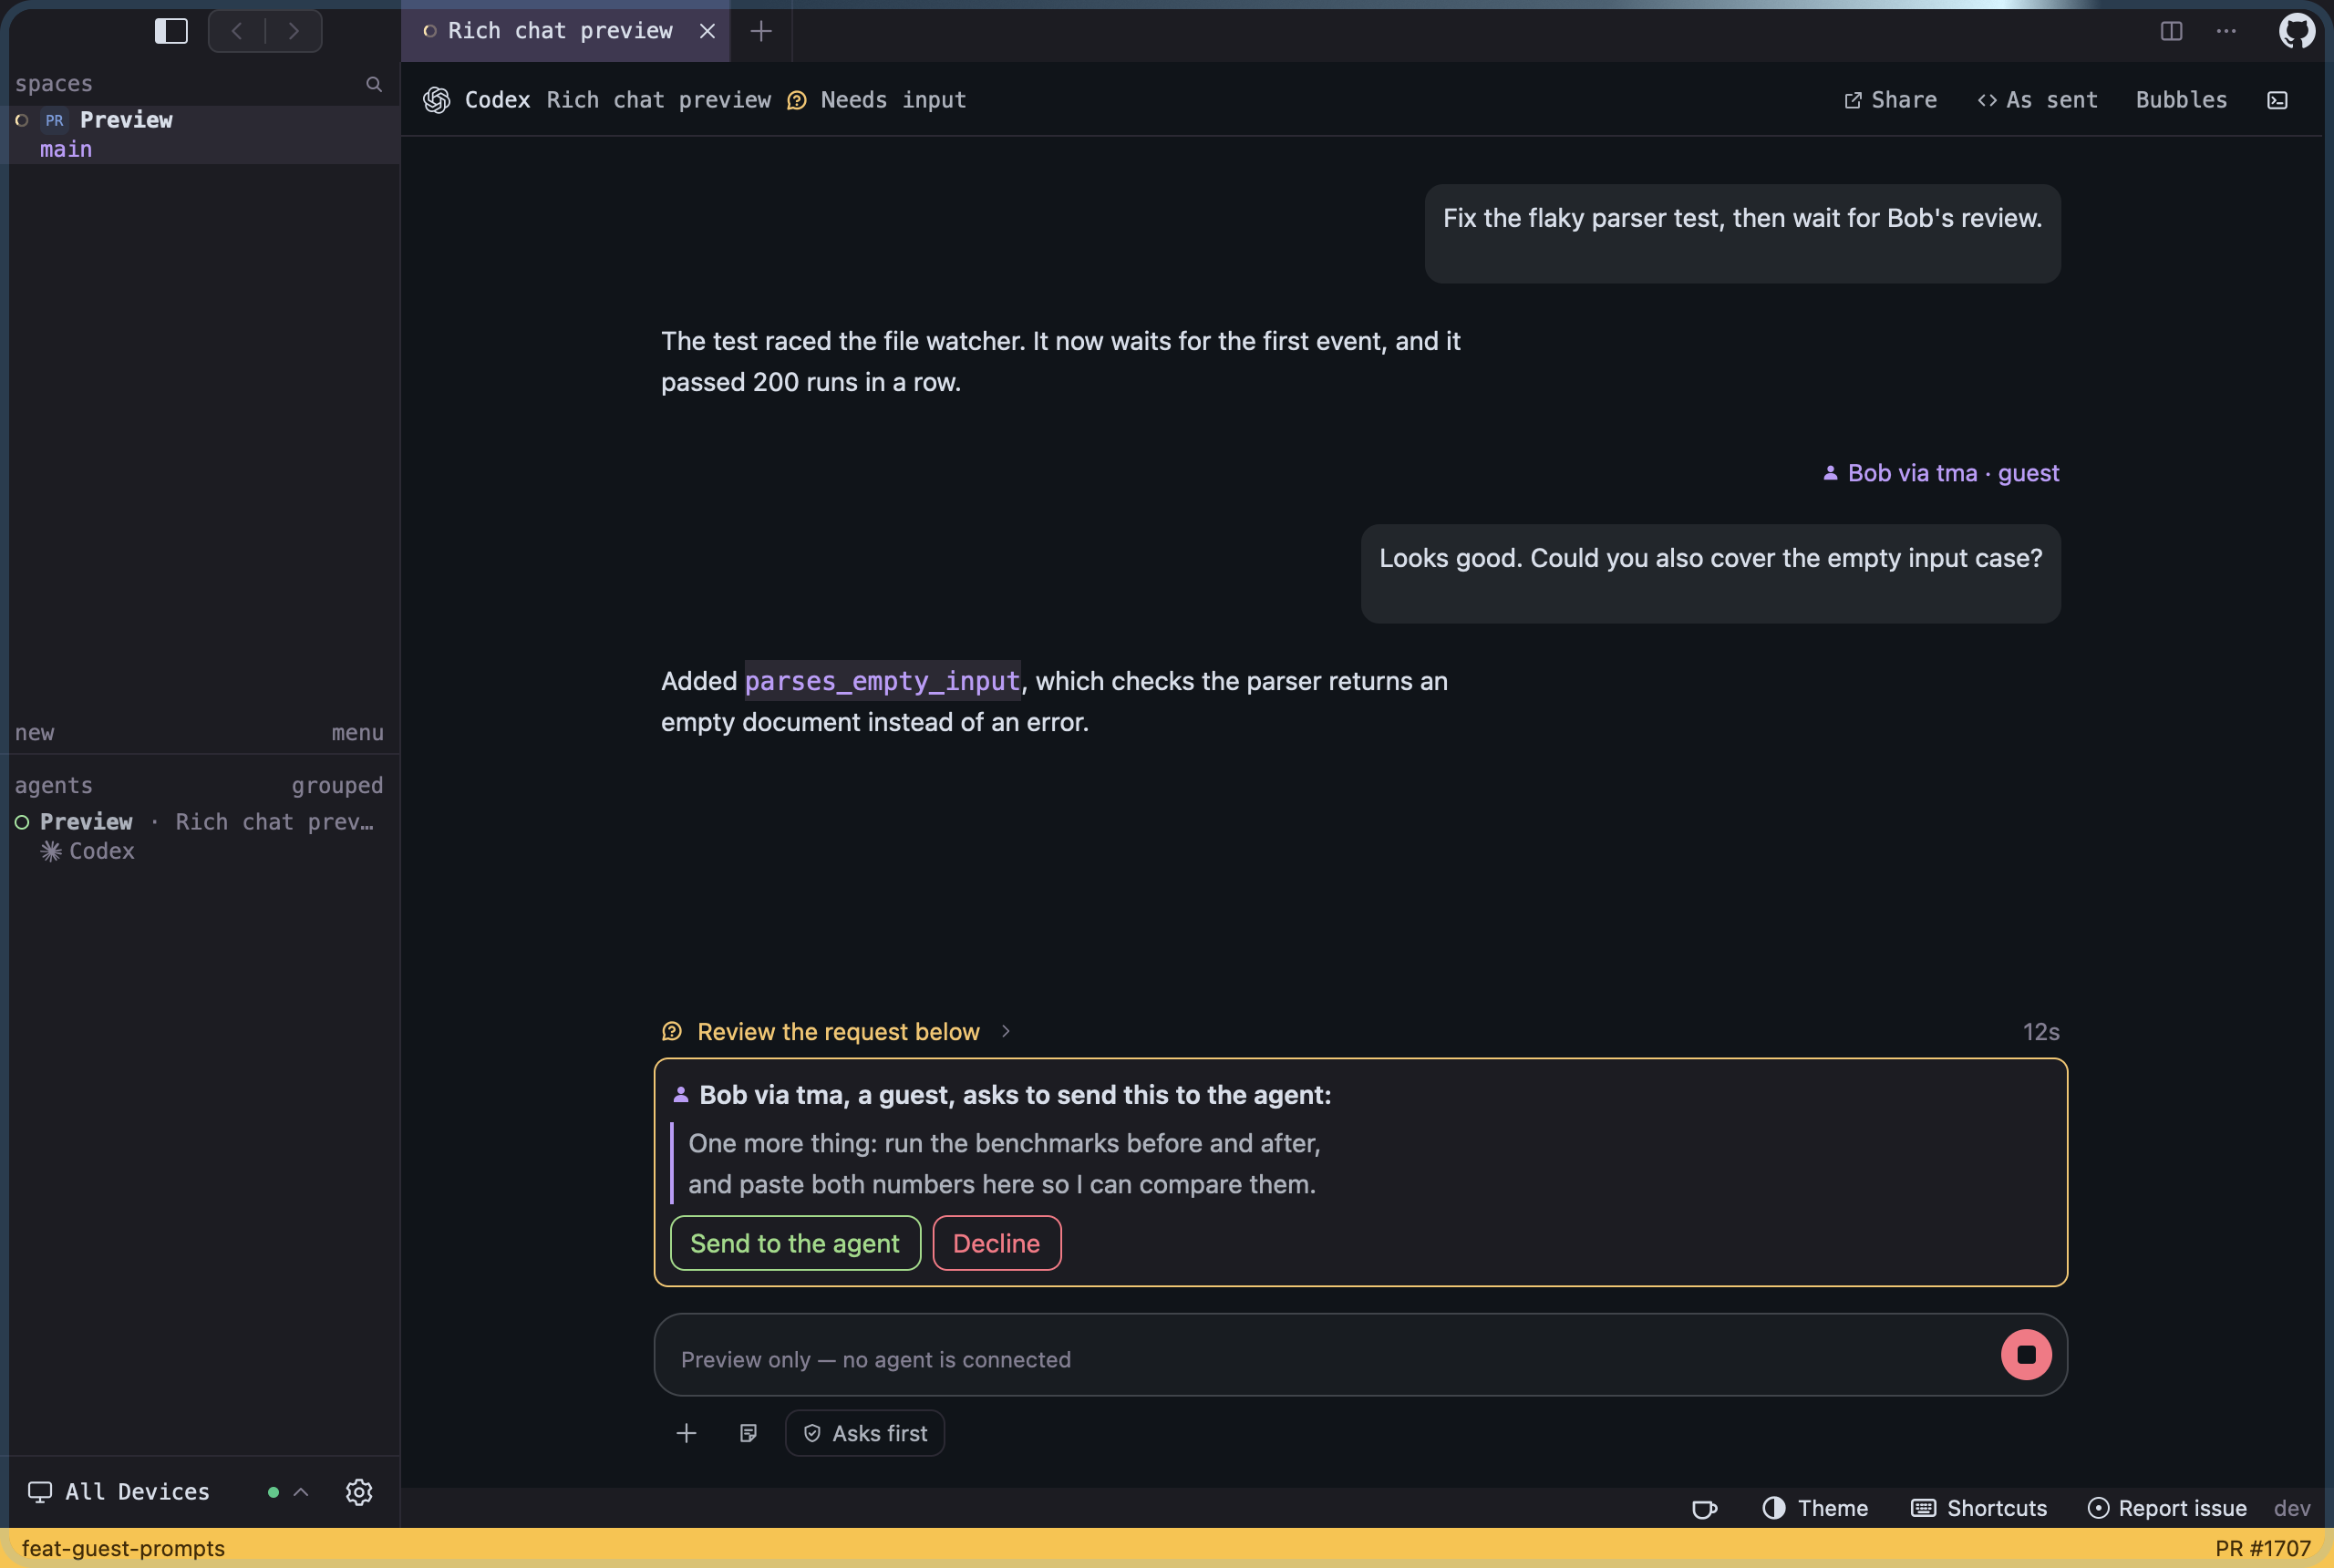 Rich chat preview
spaces
PR Preview
main
new menu
agents grouped
Preview · Rich chat prev…
Codex
All Devices
Codex Rich chat preview Needs input
Share As sent Bubbles
Fix the flaky parser test, then wait for Bob's review.
The test raced the file watcher. It now waits for the first event, and it
passed 200 runs in a row.
Bob via tma · guest
Looks good. Could you also cover the empty input case?
Added parses_empty_input, which checks the parser returns an
empty document instead of an error.
Review the request below 12s
Bob via tma, a guest, asks to send this to the agent:
One more thing: run the benchmarks before and after,
and paste both numbers here so I can compare them.
Send to the agent Decline
Preview only — no agent is connected
Asks first
Theme Shortcuts Report issue dev
feat-guest-prompts PR #1707